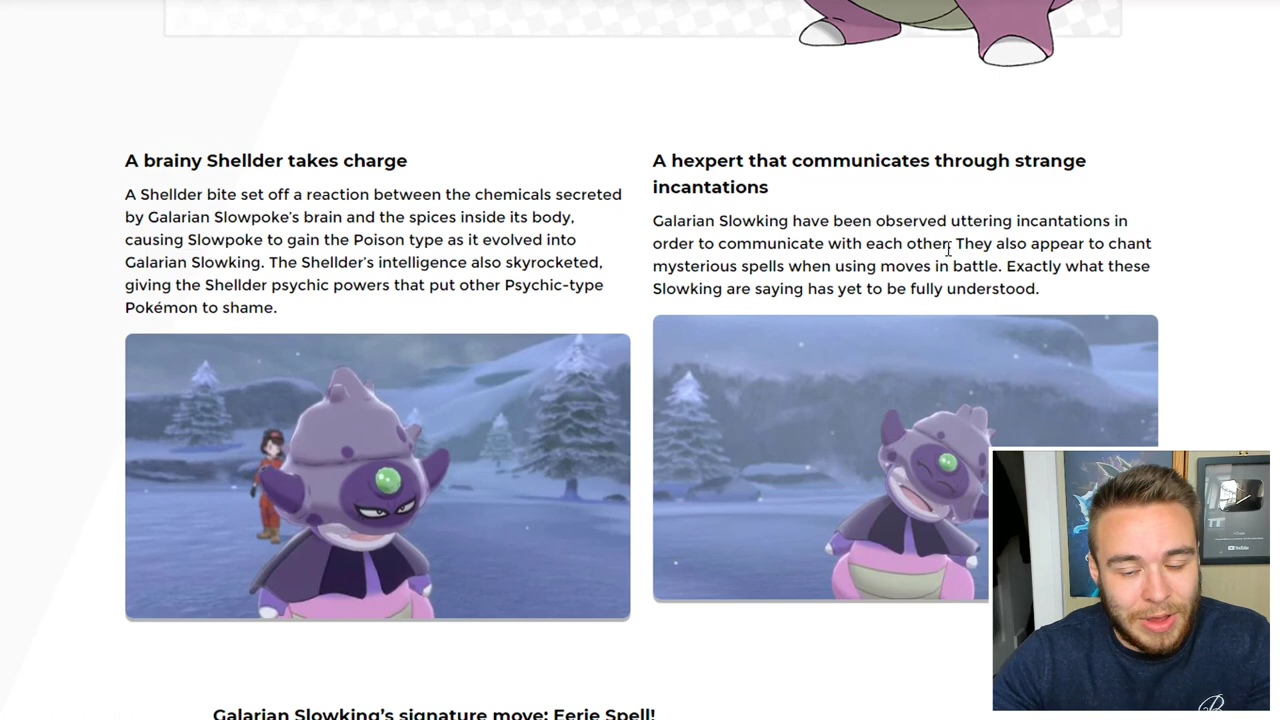 A brainy Shellder takes charge
A Shellder bite set off a reaction between the chemicals secreted
by Galarian Slowpoke's brain and the spices inside its body,
causing Slowpoke to gain the Poison type as it evolved into
Galarian Slowking. The Shellder's intelligence also skyrocketed,
giving the Shellder psychic powers that put other Psychic-type
Pokémon to shame.
A hexpert that communicates through strange
incantations
Galarian Slowking have been observed uttering incantations in
order to communicate with each other. They also appear to chant
mysterious spells when using moves in battle. Exactly what these
Slowking are saying has yet to be fully understood.
YouTube
Galarian Slowking's signature move: Eerie Spell!